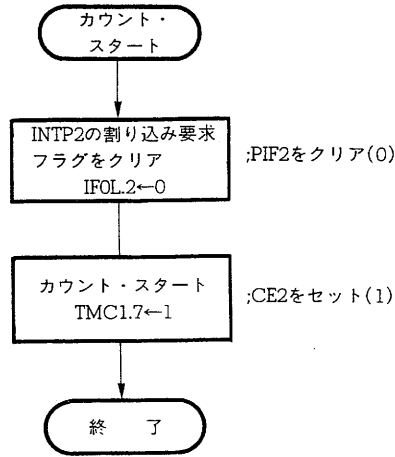 カウント・
スタート
INTP2の割り込み要求
フラグをクリア
IF0L.2←0
;PIF2をクリア(0)
カウント・スタート
TMC1.7←1
;CE2をセット(1)
終　了